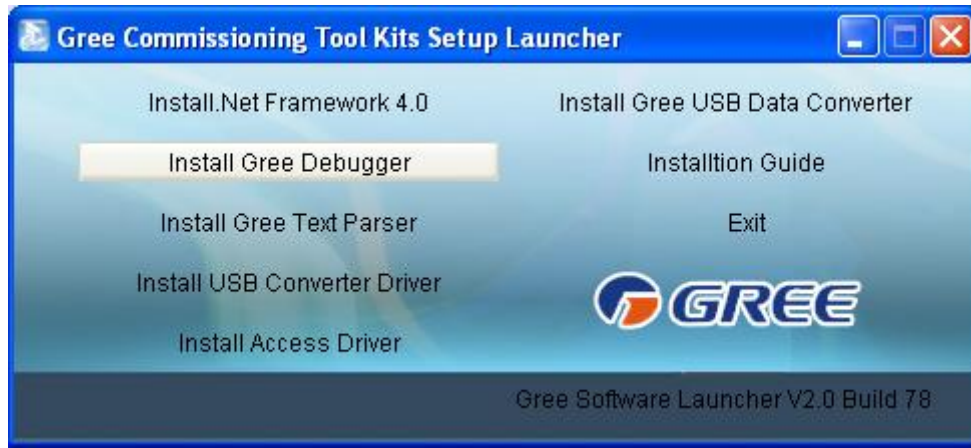 Gree Commissioning Tool Kits Setup Launcher
Install.Net Framework 4.0
Install Gree Debugger
Install Gree Text Parser
Install USB Converter Driver
Install Access Driver
Install Gree USB Data Converter
Installtion Guide
Exit
GREE
Gree Software Launcher V2.0 Build 78